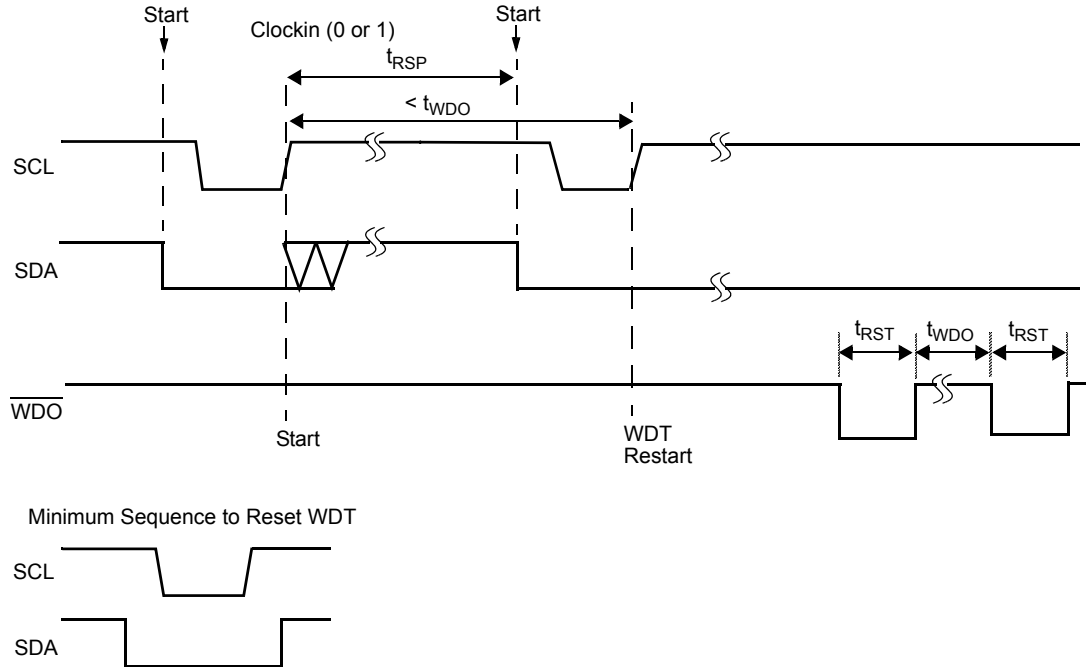 Start
Start
Clockin (0 or 1)
tRSP
< tWDO
SCL
SDA
tRST
tWDO
tRST
WDO
Start
WDT
Restart
Minimum Sequence to Reset WDT
SCL
SDA